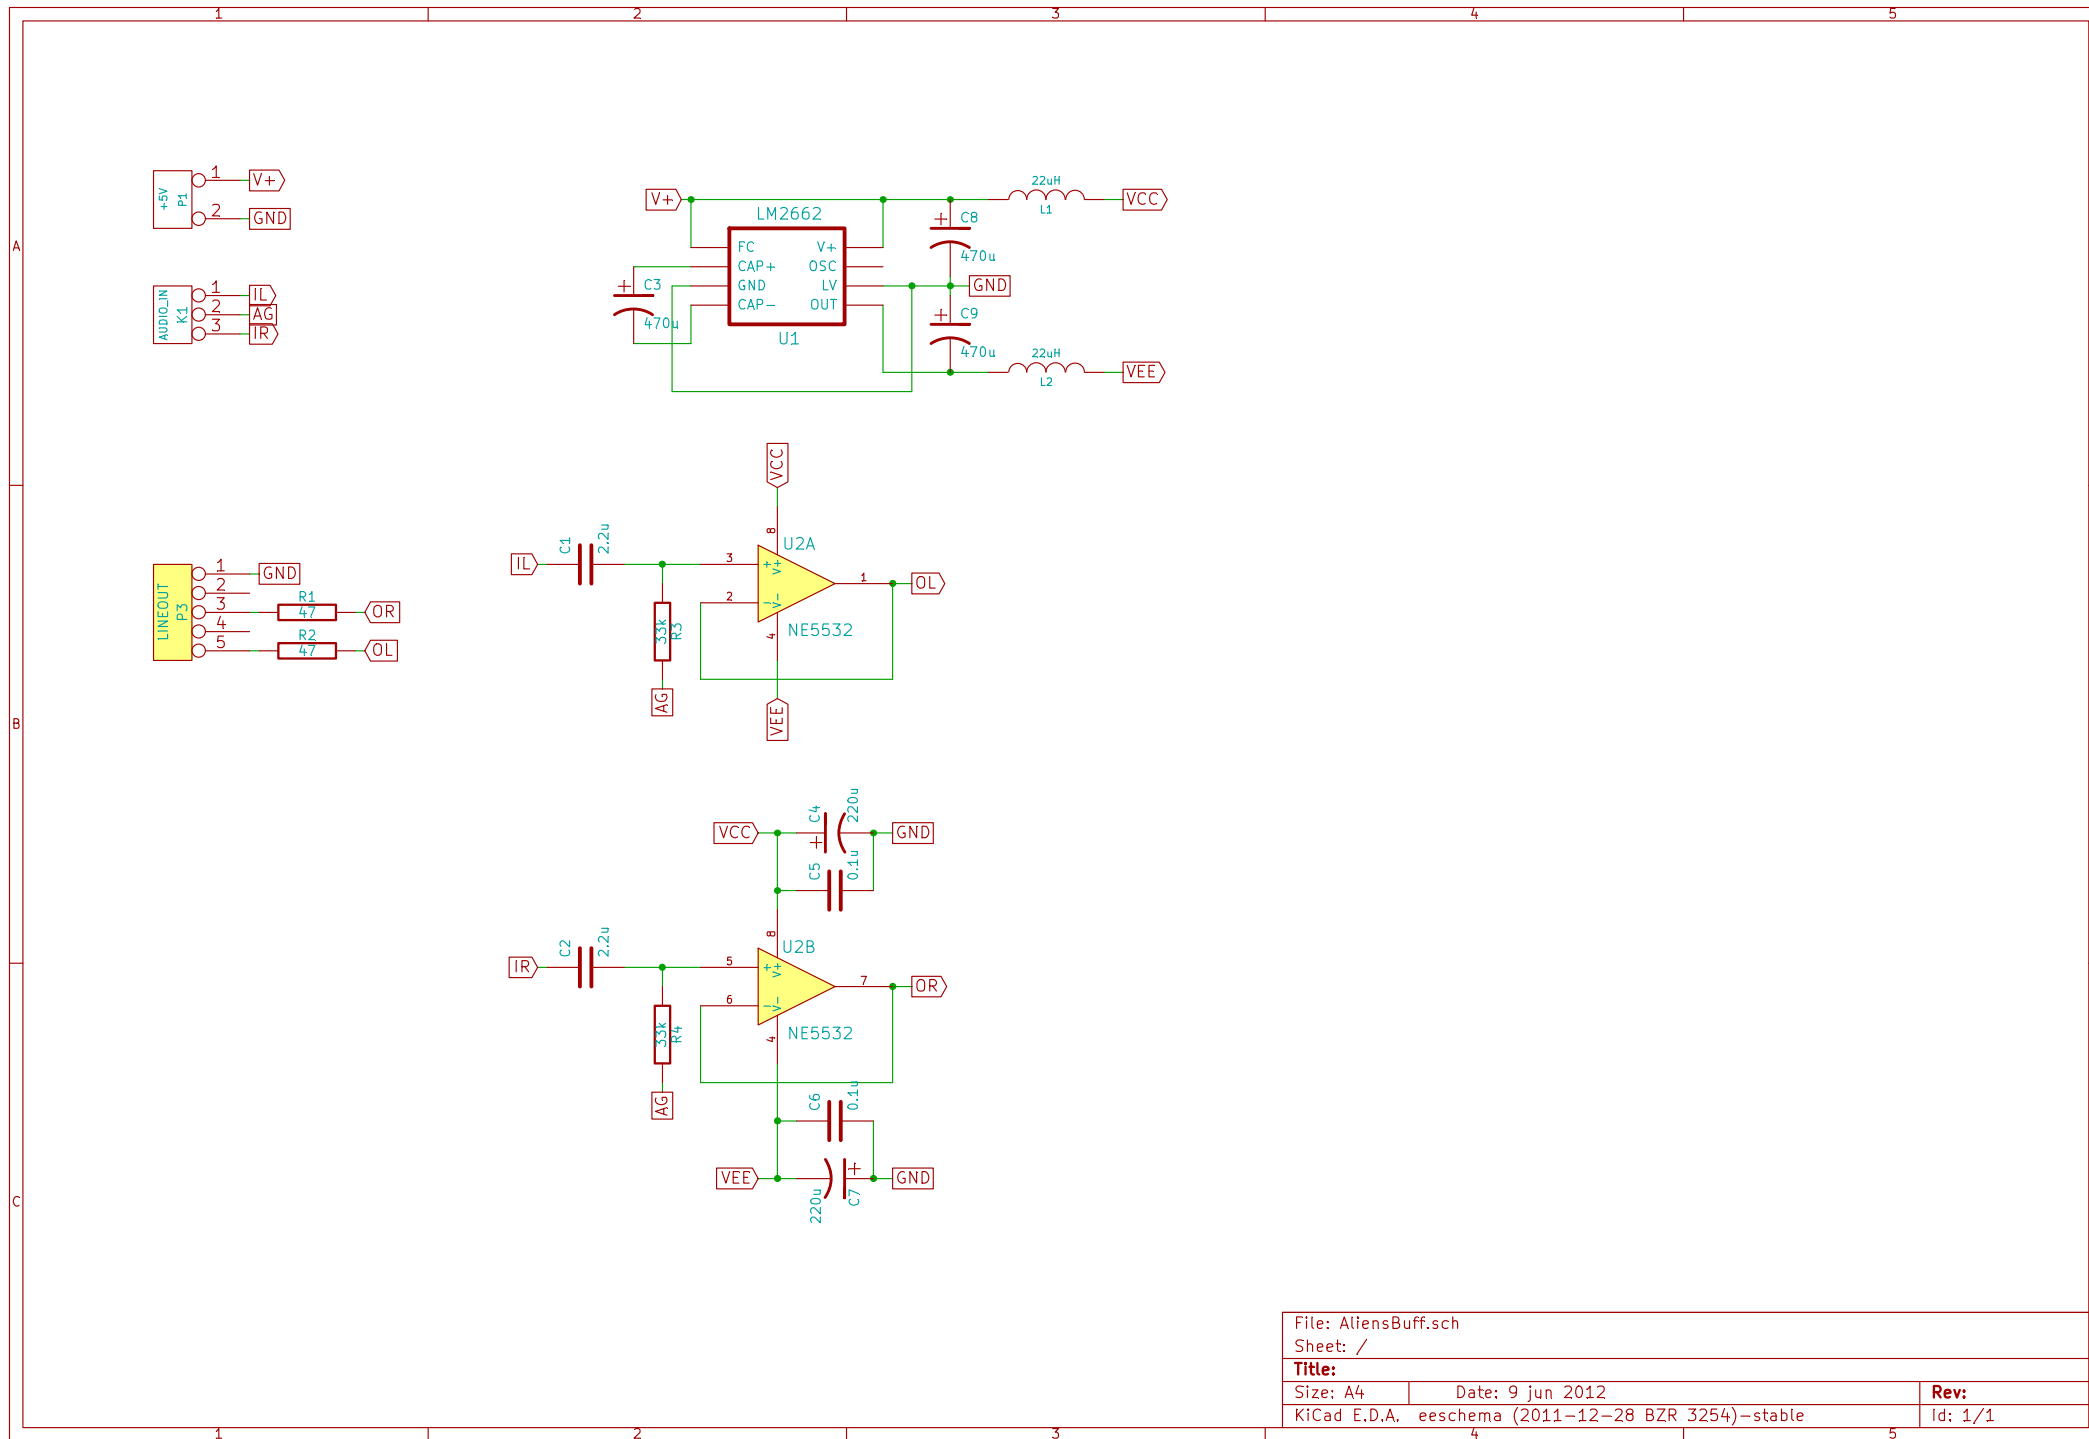 1 2 3 4 5
A
B
C
+5V
P1
1 V+
2 GND
AUDIO_IN
K1
1 IL
2 AG
3 IR
V+
LM2662
FC V+
CAP+ OSC
GND LV
CAP- OUT
U1
C3
470u
C8
470u
GND
C9
470u
22uH
L1
VCC
22uH
L2
VEE
LINEOUT
P3
1 GND
2
3 R1 47 OR
4
5 R2 47 OL
VCC
8
IL
C1
2.2u
3
U2A
+ V+
- V-
2
1
OL
NE5532
4
33k
R3
AG
VEE
VCC
C4
220u
GND
C5
0.1u
8
IR
C2
2.2u
5
U2B
+ V+
- V-
6
7
OR
NE5532
4
33k
R4
AG
C6
0.1u
VEE
220u
C7
GND
File: AliensBuff.sch
Sheet: /
Title:
Size: A4 Date: 9 jun 2012 Rev:
KiCad E.D.A. eeschema (2011-12-28 BZR 3254)-stable Id: 1/1
1 2 3 4 5